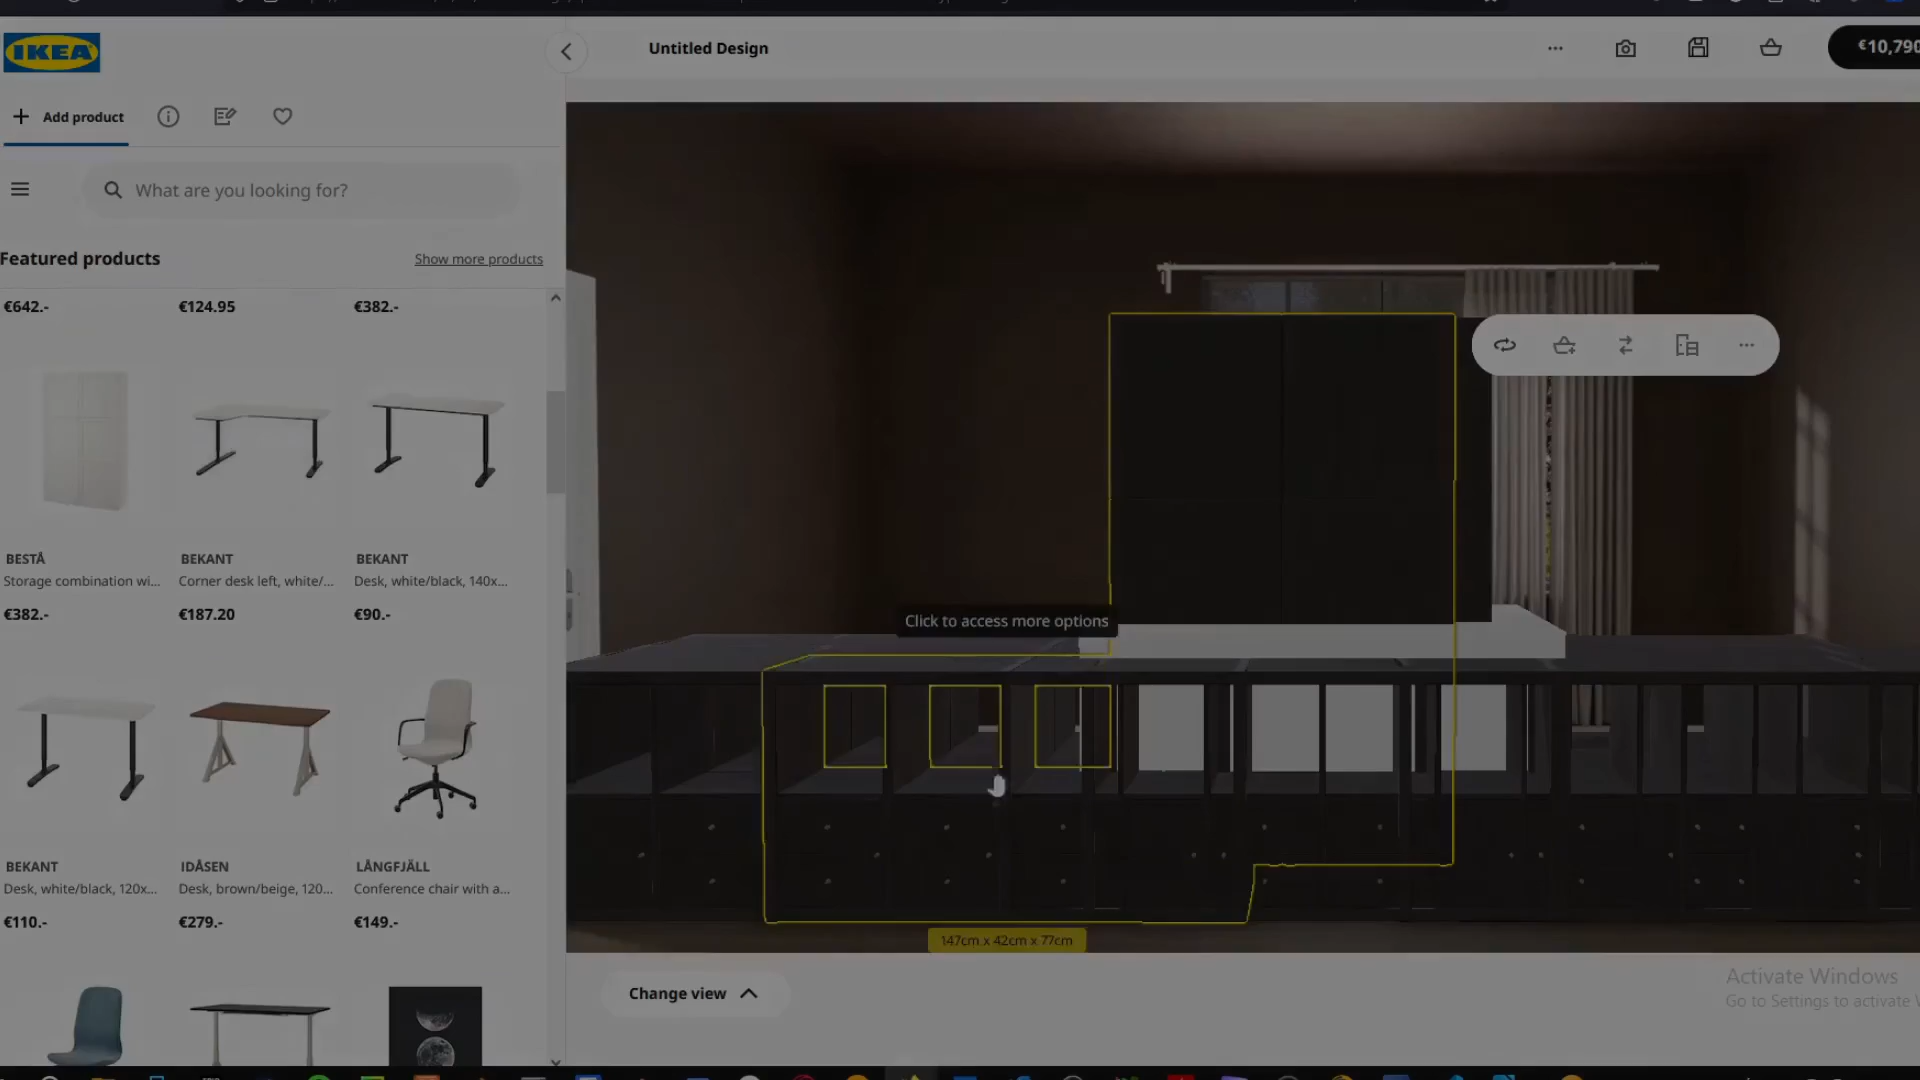 IKEA
Untitled Design
€10,790
Add product
What are you looking for?
Featured products
Show more products
€642.-
€124.95
€382.-
BESTÅ
Storage combination wi...
€382.-
BEKANT
Corner desk left, white/...
€187.20
BEKANT
Desk, white/black, 140x...
€90.-
BEKANT
Desk, white/black, 120x...
€110.-
IDÅSEN
Desk, brown/beige, 120...
€279.-
LÅNGFJÄLL
Conference chair with a...
€149.-
Click to access more options
147cm x 42cm x 77cm
Change view
Activate Windows
Go to Settings to activate